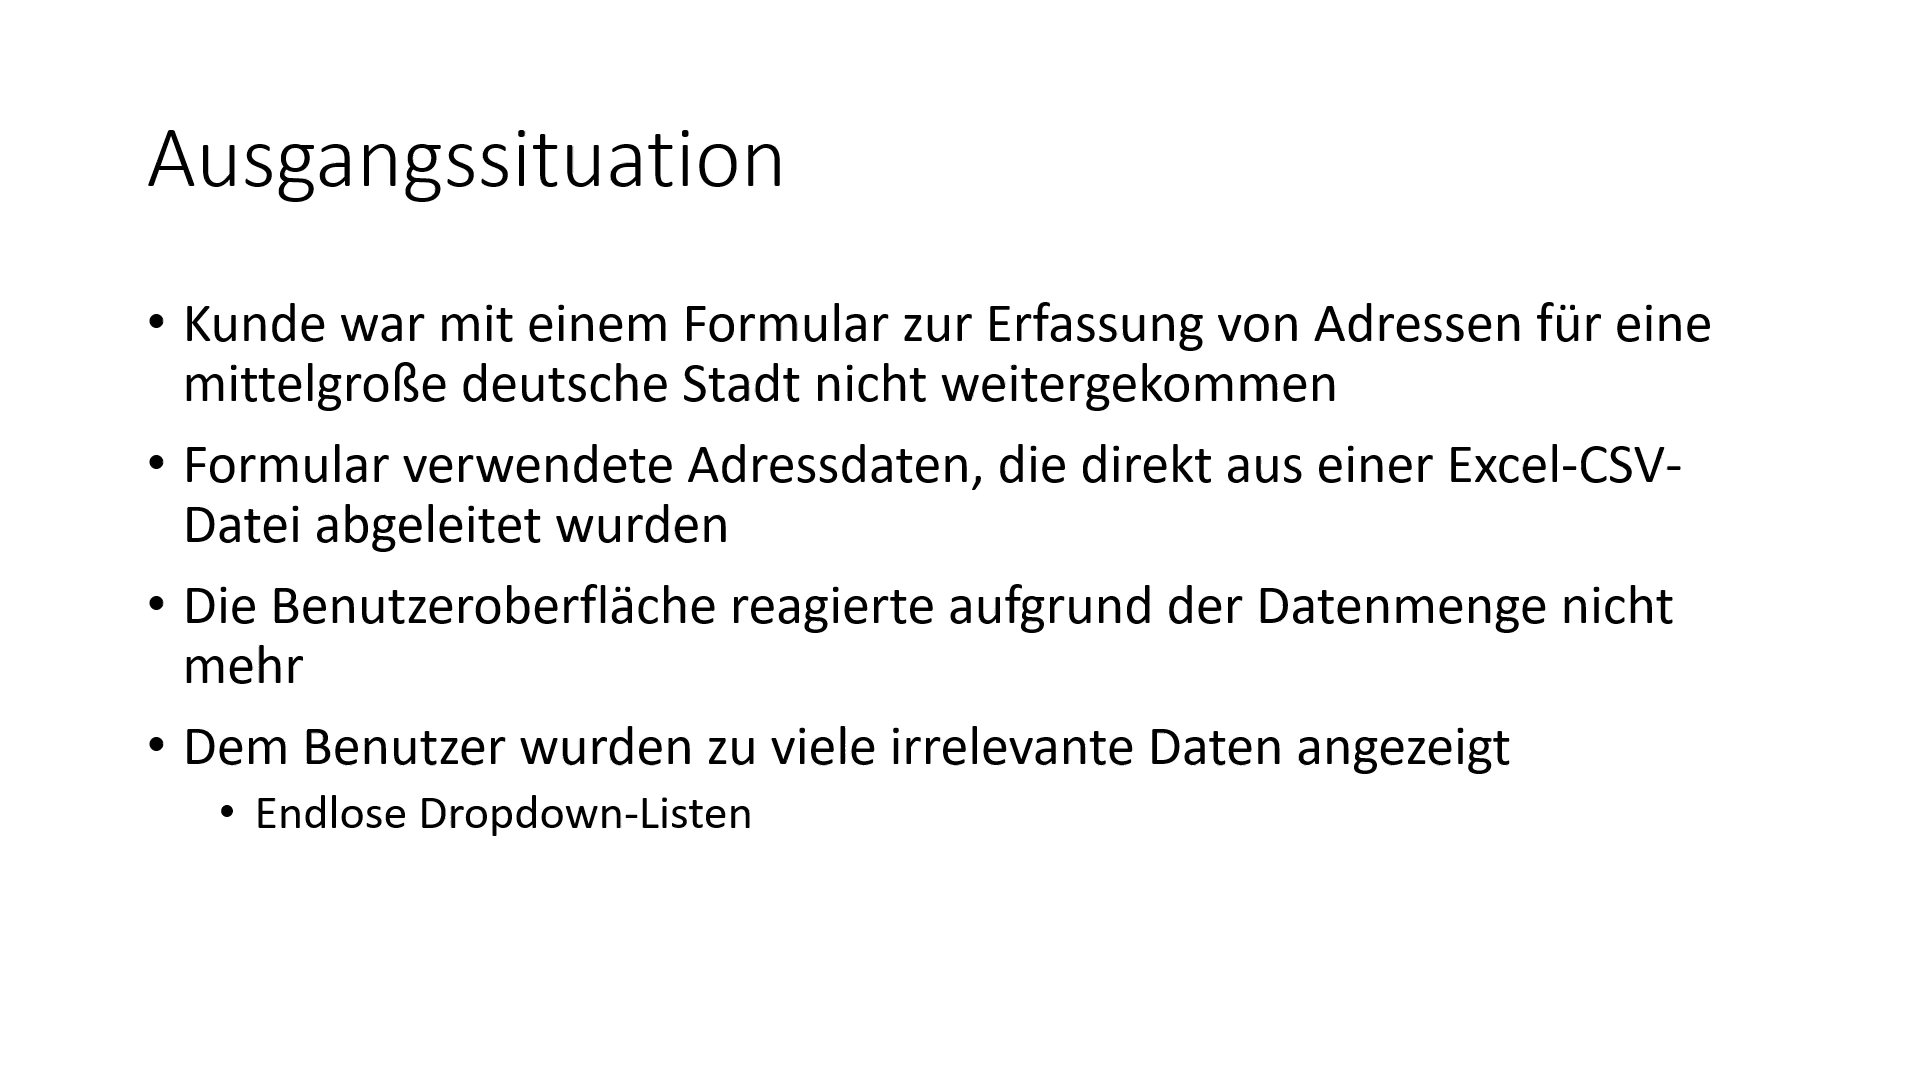 Ausgangssituation
• Kunde war mit einem Formular zur Erfassung von Adressen für eine
mittelgroße deutsche Stadt nicht weitergekommen
• Formular verwendete Adressdaten, die direkt aus einer Excel-CSV-
Datei abgeleitet wurden
• Die Benutzeroberfläche reagierte aufgrund der Datenmenge nicht
mehr
• Dem Benutzer wurden zu viele irrelevante Daten angezeigt
• Endlose Dropdown-Listen